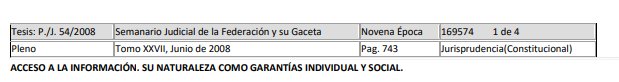 Tesis: P./J. 54/2008 Semanario Judicial de la Federación y su Gaceta Novena Época 169574 1 de 4
Pleno Tomo XXVII, Junio de 2008 Pag. 743 Jurisprudencia(Constitucional)
ACCESO A LA INFORMACIÓN. SU NATURALEZA COMO GARANTÍAS INDIVIDUAL Y SOCIAL.